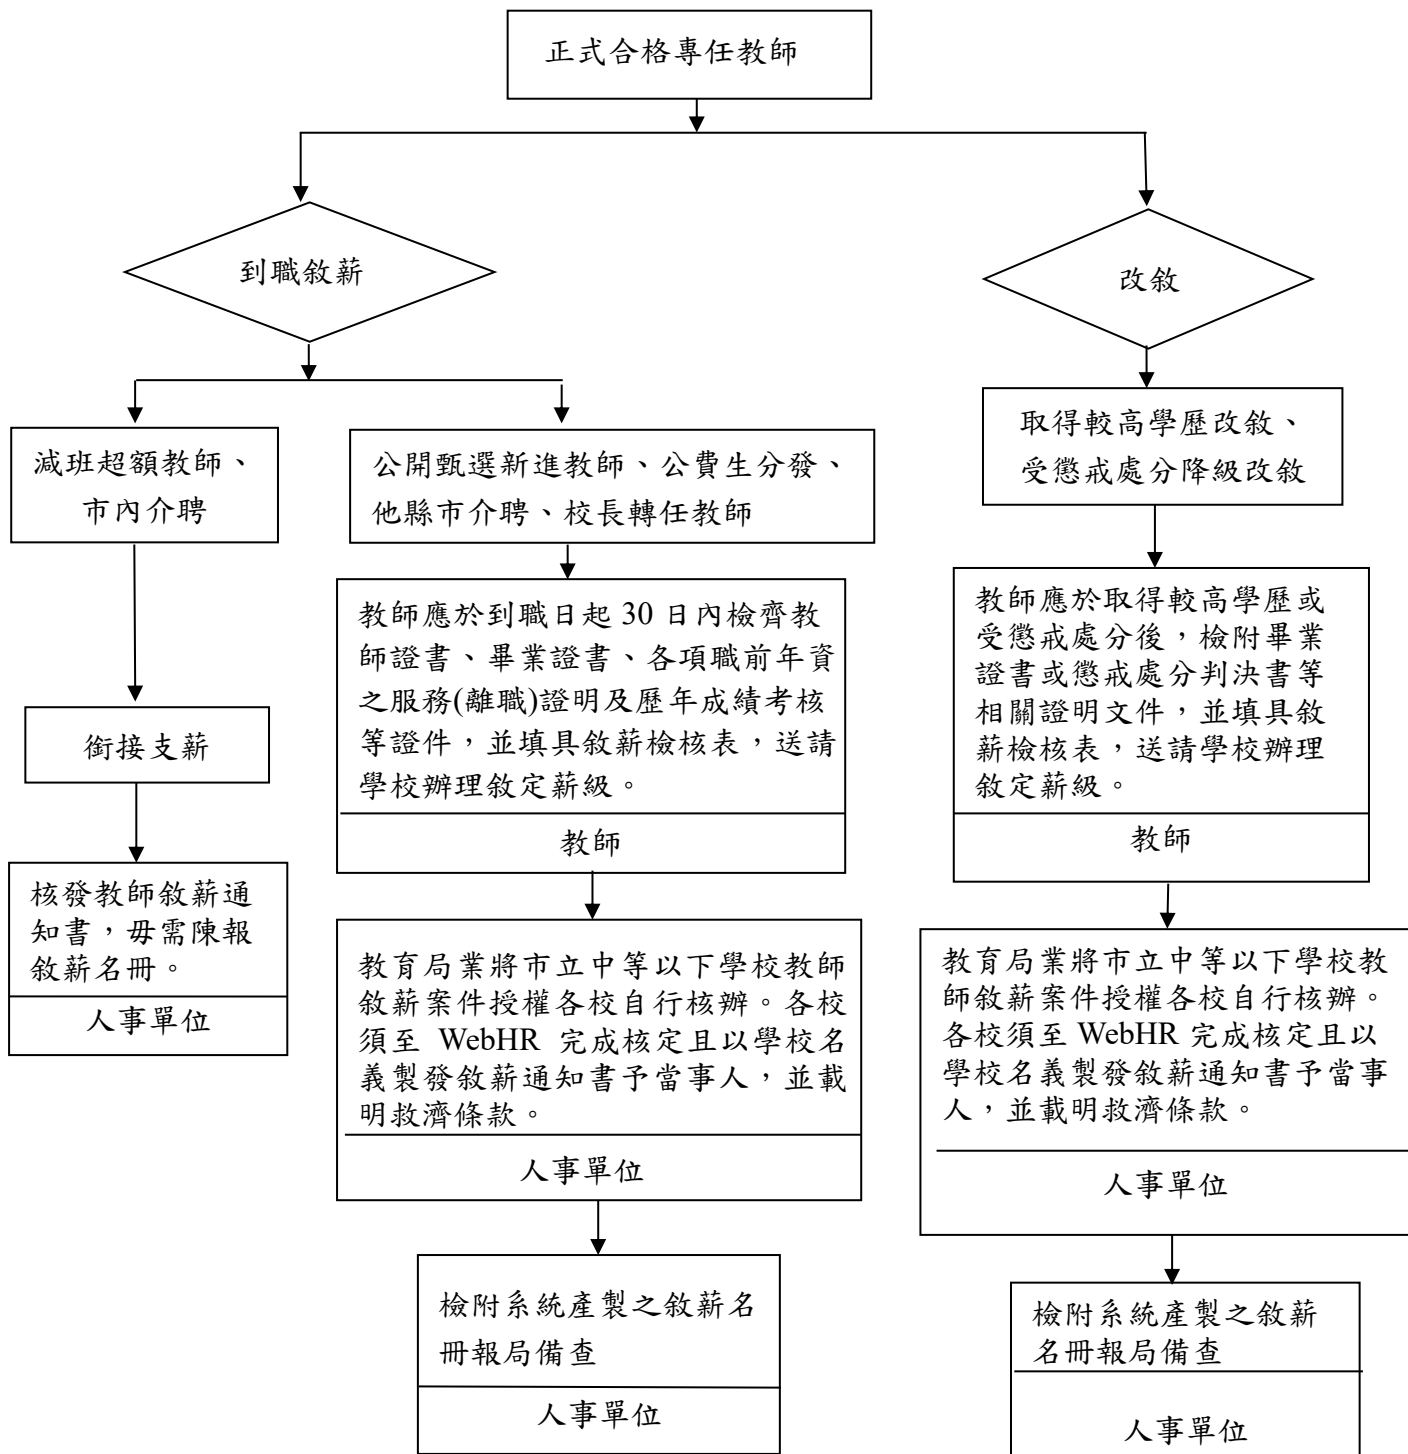 正式合格專任教師
到職敘薪
改敘
減班超額教師、
市內介聘
公開甄選新進教師、公費生分發、
他縣市介聘、校長轉任教師
取得較高學歷改敘、
受懲戒處分降級改敘
銜接支薪
教師應於到職日起 30 日內檢齊教
師證書、畢業證書、各項職前年資
之服務(離職)證明及歷年成績考核
等證件，並填具敘薪檢核表，送請
學校辦理敘定薪級。
教師
教師應於取得較高學歷或
受懲戒處分後，檢附畢業
證書或懲戒處分判決書等
相關證明文件，並填具敘
薪檢核表，送請學校辦理
敘定薪級。
教師
核發教師敘薪通
知書，毋需陳報
敘薪名冊。
人事單位
教育局業將市立中等以下學校教師
敘薪案件授權各校自行核辦。各校
須至 WebHR 完成核定且以學校名
義製發敘薪通知書予當事人，並載
明救濟條款。
人事單位
教育局業將市立中等以下學校教
師敘薪案件授權各校自行核辦。
各校須至 WebHR 完成核定且以
學校名義製發敘薪通知書予當事
人，並載明救濟條款。
人事單位
檢附系統產製之敘薪名
冊報局備查
人事單位
檢附系統產製之敘薪
名冊報局備查
人事單位